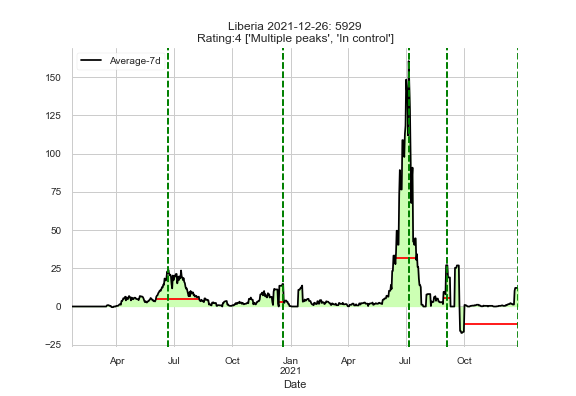 Liberia 2021-12-26: 5929
Rating:4 ['Multiple peaks', 'In control']
Average-7d
150
125
100
75
50
25
0
−25
Apr
Jul
Oct
Jan
2021
Apr
Jul
Oct
Date